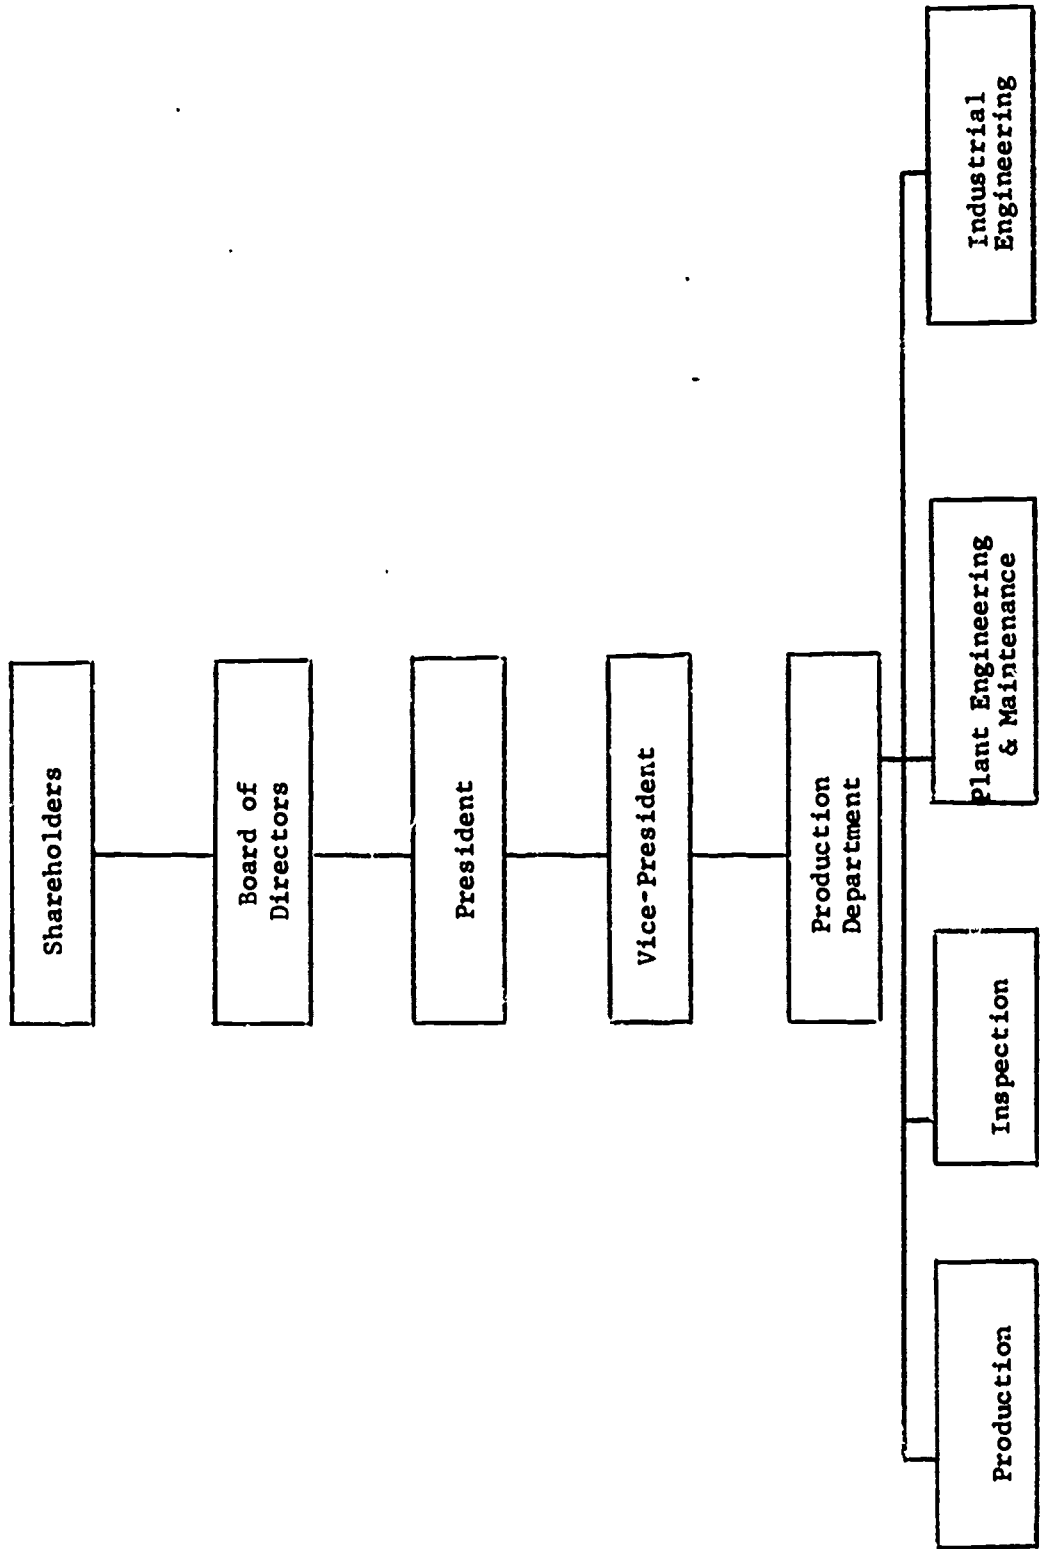 Shareholders
Board of
Directors
President
Vice-President
Production
Department
Production
Inspection
Plant Engineering
& Maintenance
Industrial
Engineering